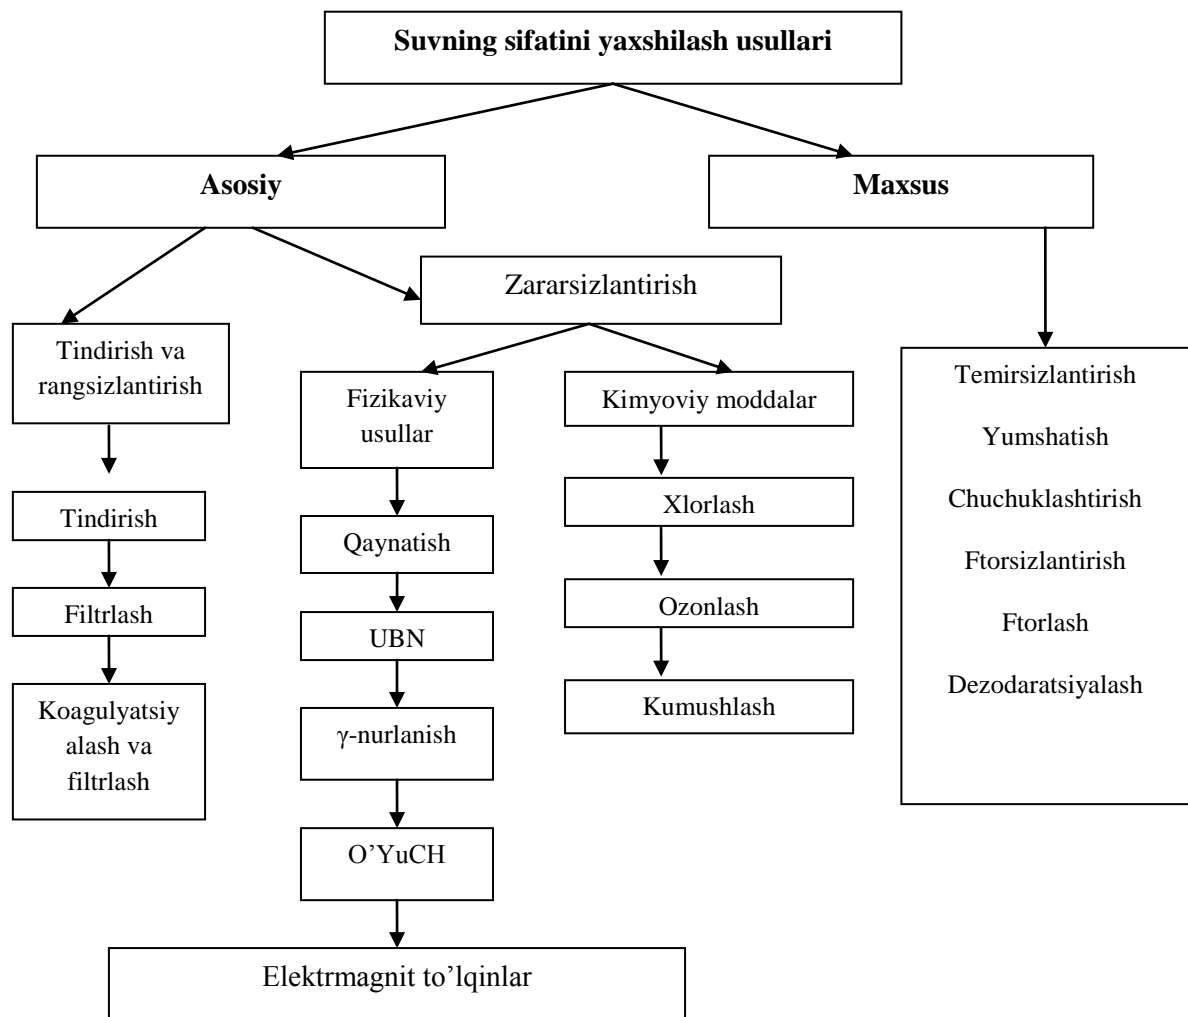 Suvning sifatini yaxshilash usullari
Asosiy
Maxsus
Zararsizlantirish
Tindirish va
rangsizlantirish
Tindirish
Filtrlash
Koagulyatsiy
alash va
filtrlash
Fizikaviy
usullar
Qaynatish
UBN
γ-nurlanish
O’YuCH
Elektrmagnit to’lqinlar
Kimyoviy moddalar
Xlorlash
Ozonlash
Kumushlash
Temirsizlantirish
Yumshatish
Chuchuklashtirish
Ftorsizlantirish
Ftorlash
Dezodaratsiyalash